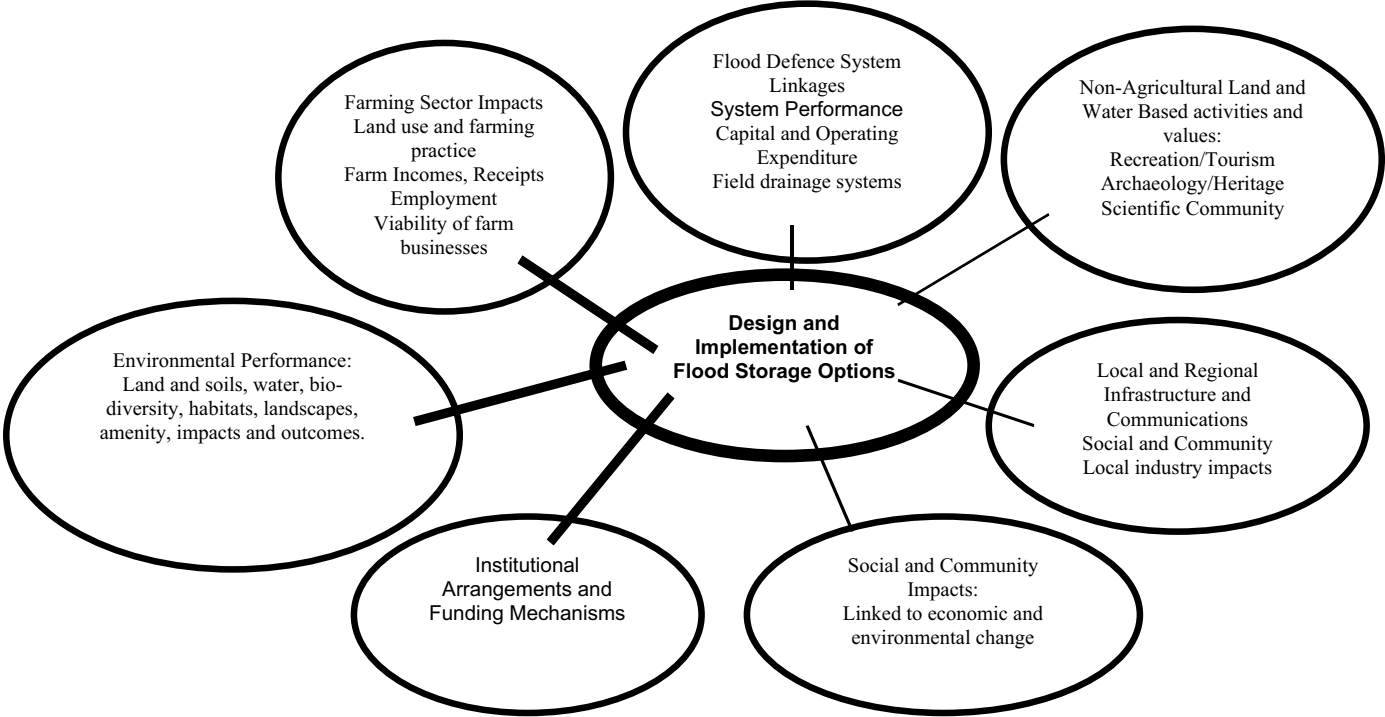 Flood Defence System
Linkages
System Performance
Capital and Operating
Expenditure
Field drainage systems
Farming Sector Impacts
Land use and farming
practice
Farm Incomes, Receipts
Employment
Viability of farm
businesses
Non-Agricultural Land and
Water Based activities and
values:
Recreation/Tourism
Archaeology/Heritage
Scientific Community
Design and
Implementation of
Flood Storage Options
Environmental Performance:
Land and soils, water, bio-
diversity, habitats, landscapes,
amenity, impacts and outcomes.
Local and Regional
Infrastructure and
Communications
Social and Community
Local industry impacts
Institutional
Arrangements and
Funding Mechanisms
Social and Community
Impacts:
Linked to economic and
environmental change